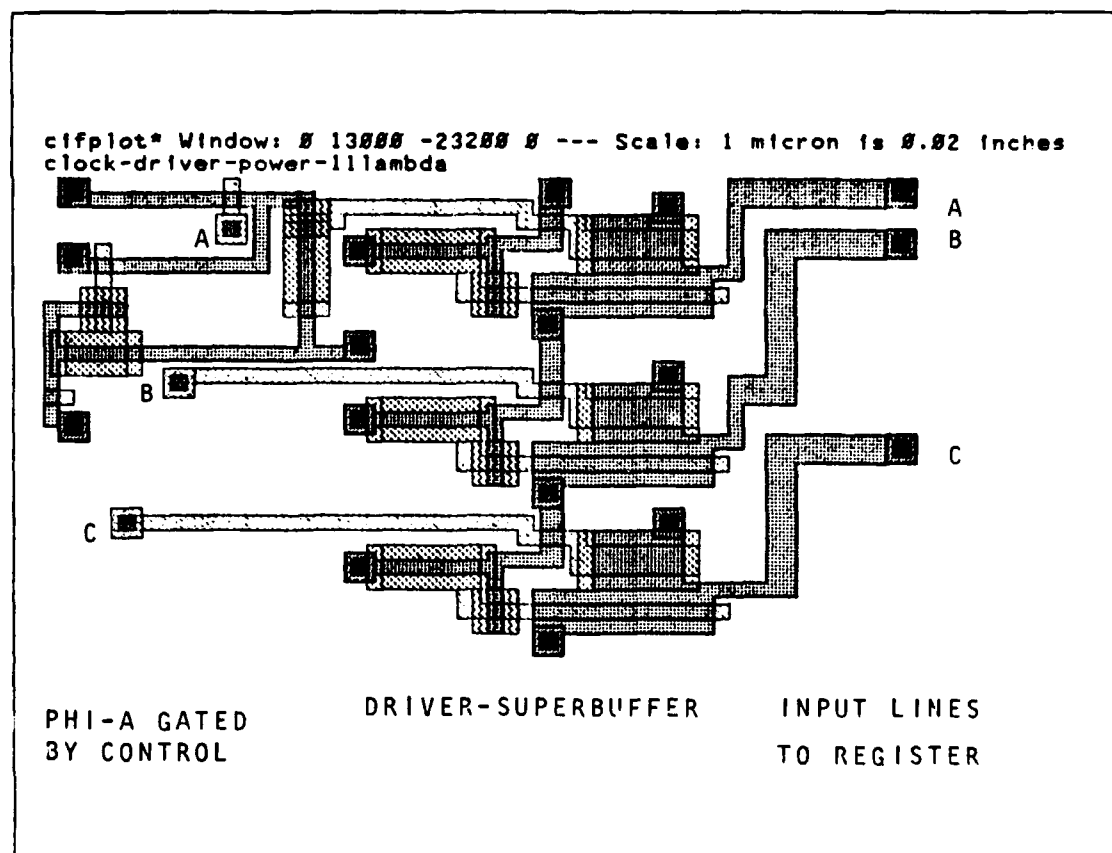 cifplot* Window: 0 13000 -23200 0 --- Scale: 1 micron is 0.02 inches
clock-driver-power-111lambda
A
A
B
B
C
C
PHI-A GATED
BY CONTROL
DRIVER-SUPERBUFFER
INPUT LINES
TO REGISTER